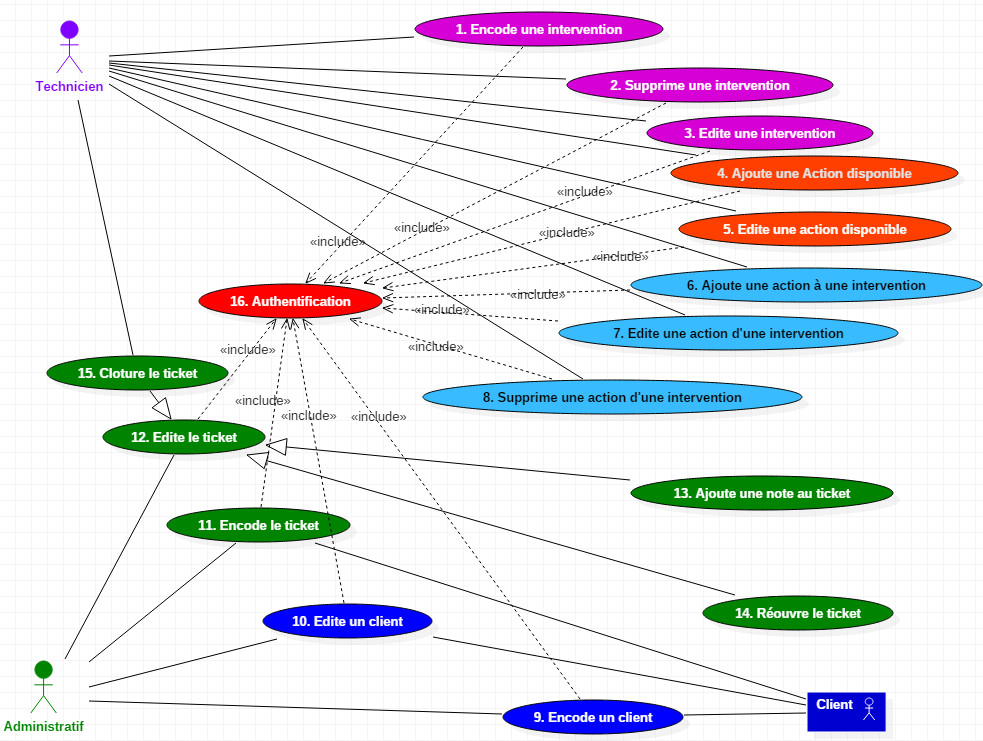 1. Encode une intervention
Technicien
2. Supprime une intervention
3. Edite une intervention
4. Ajoute une Action disponible
«include»
«include»
5. Edite une action disponible
«include»
«include»
«include»
6. Ajoute une action à une intervention
«include»
16. Authentification
«include»
7. Edite une action d'une intervention
«include»
«include»
15. Cloture le ticket
8. Supprime une action d'une intervention
«include»
«include»
«include»
12. Edite le ticket
13. Ajoute une note au ticket
11. Encode le ticket
14. Réouvre le ticket
10. Edite un client
Client
9. Encode un client
Administratif